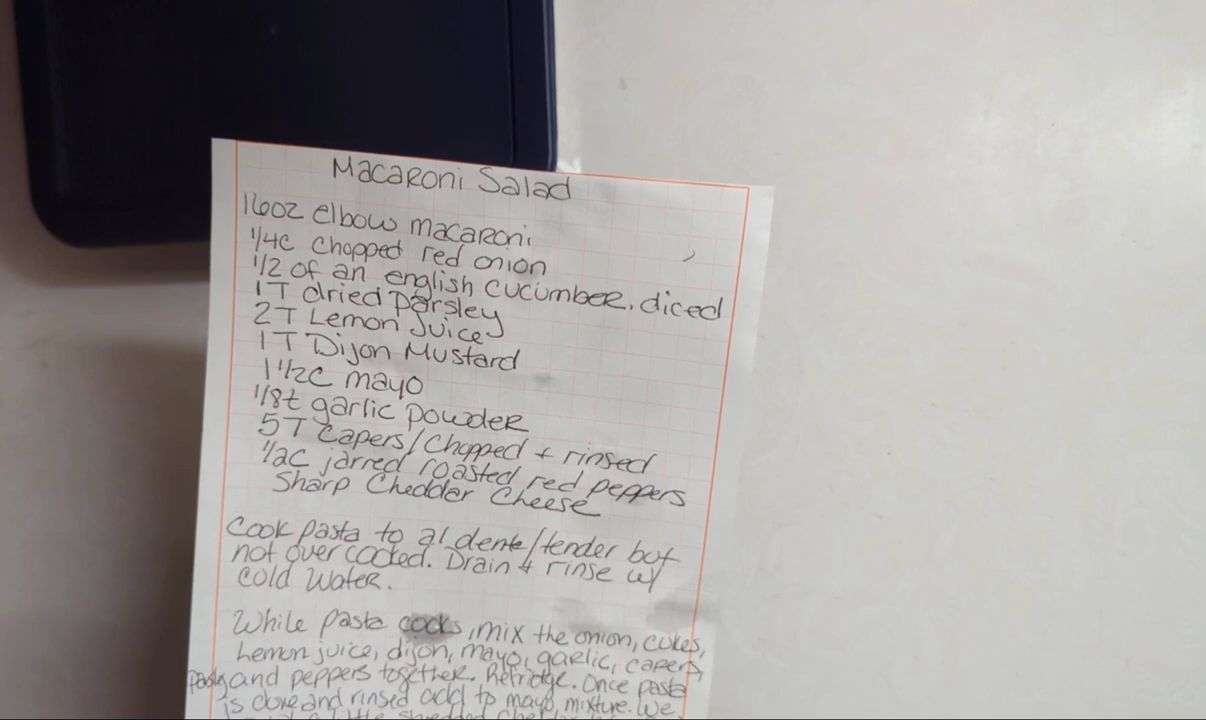 Macaroni Salad
16oz elbow macaroni
1/4c chopped red onion
1/2 of an english cucumber, diced
1T dried parsley
2T Lemon Juice
1T Dijon Mustard
1 1/2c mayo
1/8t garlic powder
5T capers/chopped + rinsed
1/2c jarred roasted red peppers
Sharp Cheddar Cheese
Cook pasta to al dente/tender but
not over cooked. Drain + rinse w/
cold water.
While pasta cooks, mix the onion, cukes,
Lemon juice, dijon, mayo, garlic, capers,
and peppers together. Refridge. Once pasta
is done and rinsed add to mayo mixture. We
little shredded